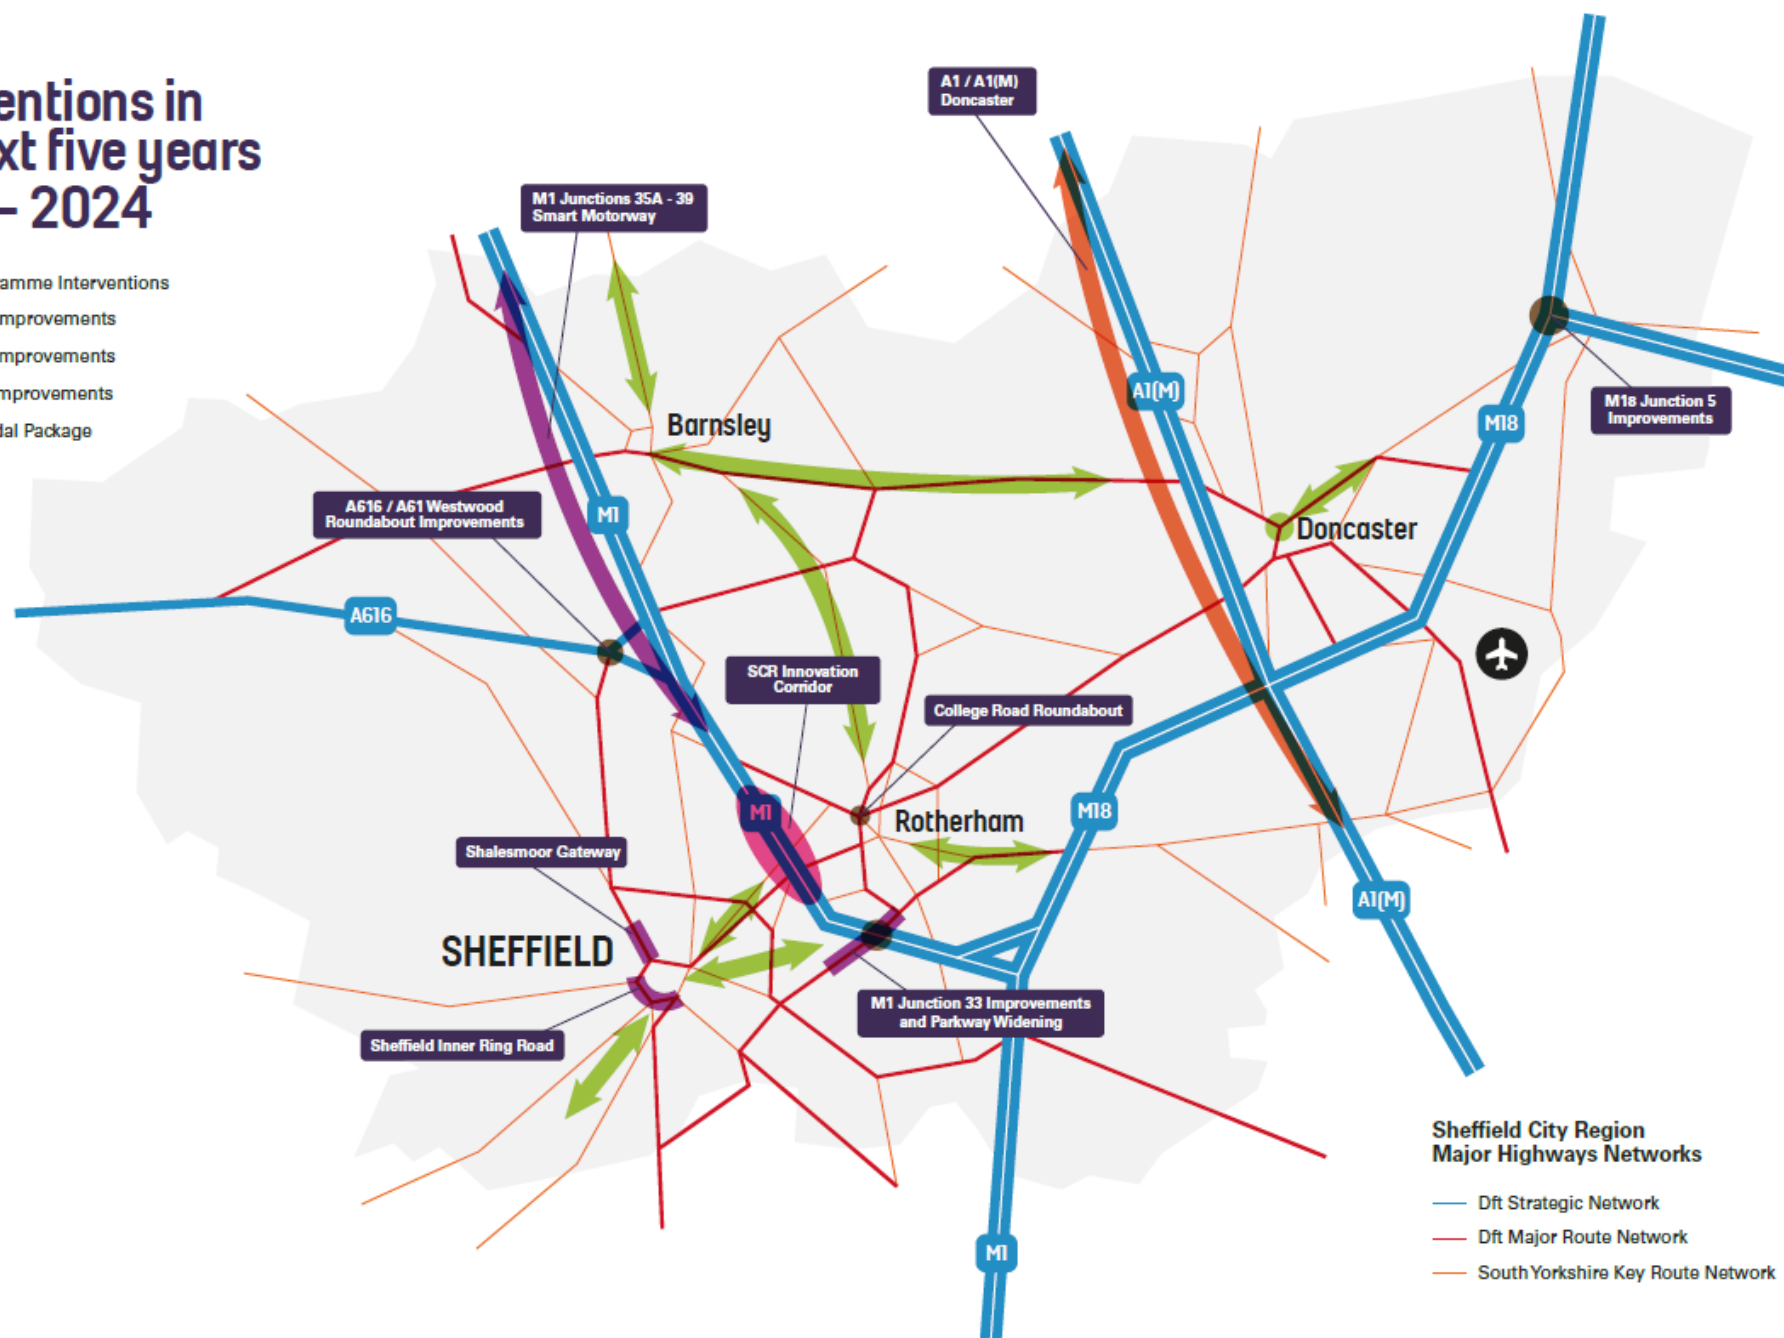 entions in
xt five years
– 2024
amme Interventions
mprovements
mprovements
mprovements
dal Package
A1 / A1(M)
Doncaster
M1 Junctions 35A - 39
Smart Motorway
Barnsley
A1(M)
M18
M18 Junction 5
Improvements
A616 / A61 Westwood
Roundabout Improvements
M1
Doncaster
A616
SCR Innovation
Corridor
College Road Roundabout
M1
M18
Rotherham
Shalesmoor Gateway
A1(M)
SHEFFIELD
M1 Junction 33 Improvements
and Parkway Widening
Sheffield Inner Ring Road
M1
Sheffield City Region
Major Highways Networks
Dft Strategic Network
Dft Major Route Network
South Yorkshire Key Route Network